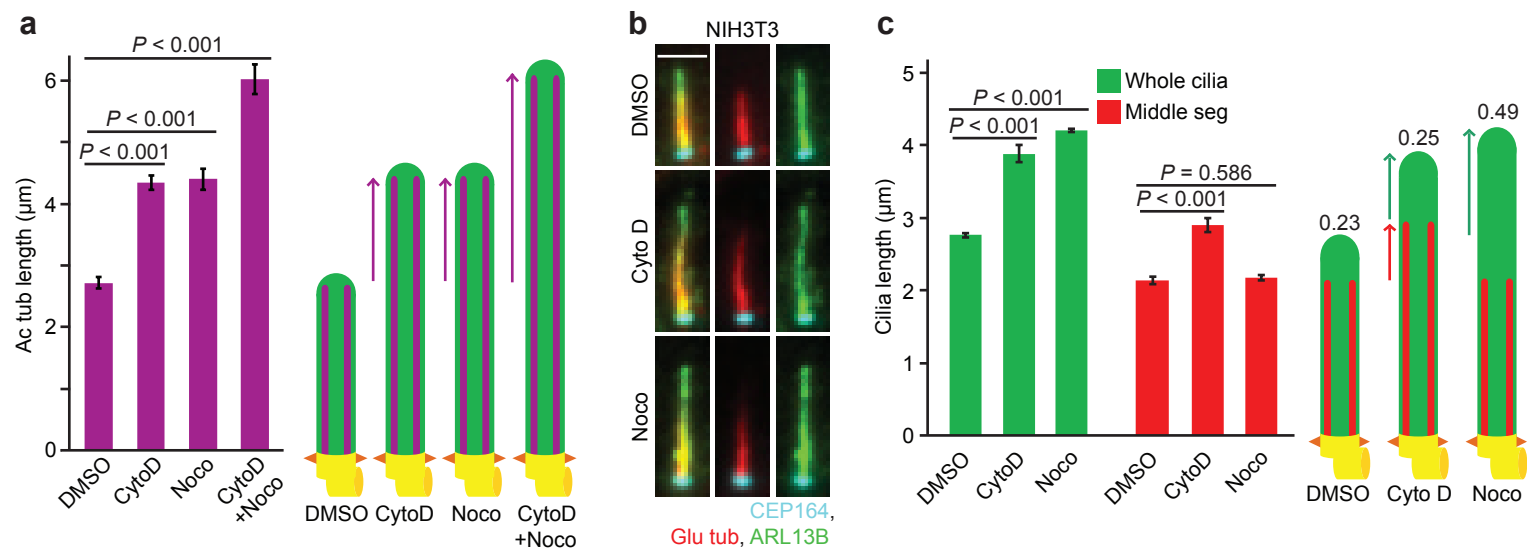 a
Ac tub length (µm)
6
4
2
0
P < 0.001
P < 0.001
P < 0.001
DMSO
CytoD
Noco
CytoD
+Noco
DMSO
CytoD
Noco
CytoD
+Noco
b
NIH3T3
DMSO
Cyto D
Noco
CEP164,
Glu tub, ARL13B
c
Cilia length (µm)
5
4
3
2
1
0
Whole cilia
Middle seg
P < 0.001
P < 0.001
P = 0.586
P < 0.001
DMSO
CytoD
Noco
DMSO
CytoD
Noco
0.23
0.25
0.49
DMSO
Cyto D
Noco